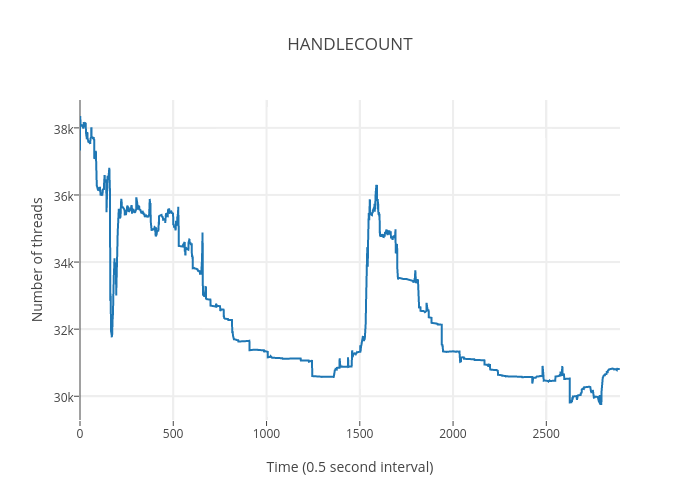 HANDLECOUNT
Number of threads
38k
36k
34k
32k
30k
0
500
1000
1500
2000
2500
Time (0.5 second interval)